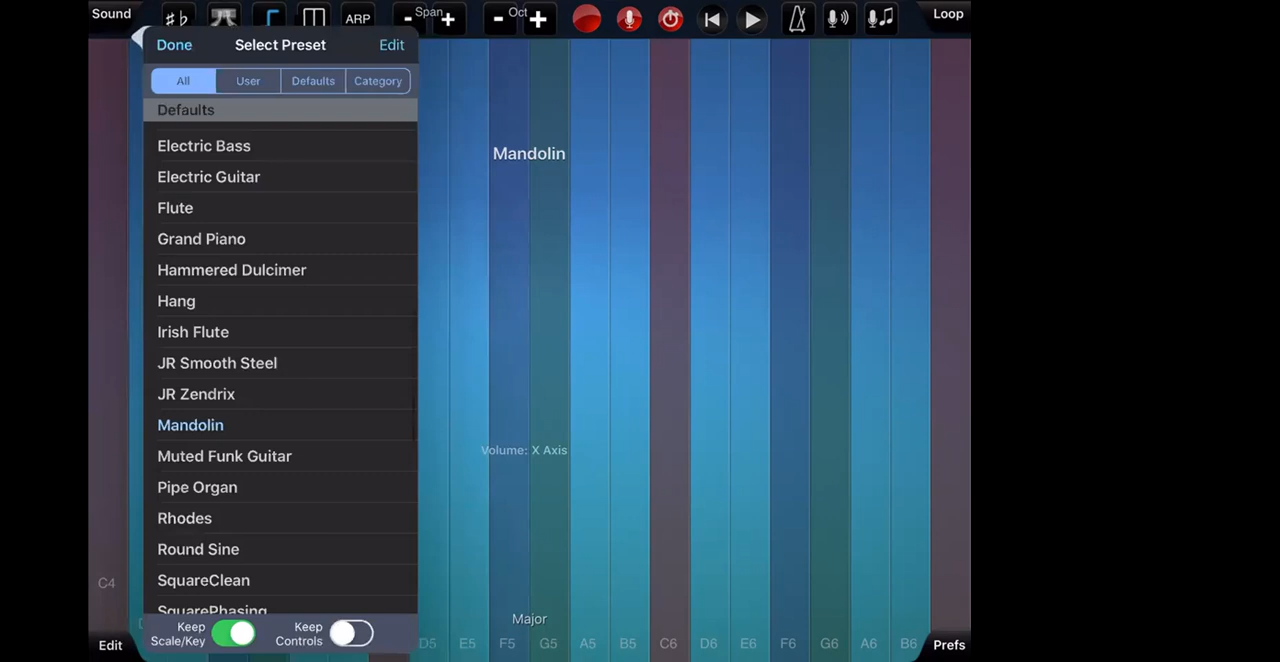 Sound
♯♭
ARP
- Span +
- Oct +
Loop
Done
Select Preset
Edit
All
User
Defaults
Category
Defaults
Electric Bass
Electric Guitar
Flute
Grand Piano
Hammered Dulcimer
Hang
Irish Flute
JR Smooth Steel
JR Zendrix
Mandolin
Muted Funk Guitar
Pipe Organ
Rhodes
Round Sine
SquareClean
SquarePhasing
Keep
Scale/Key
Keep
Controls
Mandolin
Volume: X Axis
Major
C4
D5 E5 F5 G5 A5 B5 C6 D6 E6 F6 G6 A6 B6
Edit
Prefs